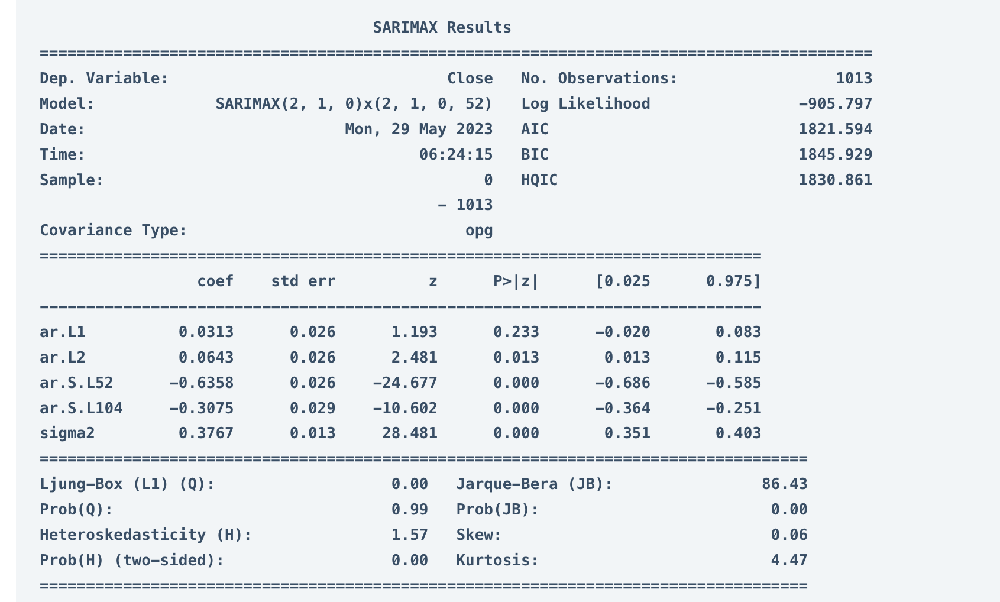 SARIMAX Results
==========================================================================================
Dep. Variable:                              Close   No. Observations:                 1013
Model:             SARIMAX(2, 1, 0)x(2, 1, 0, 52)   Log Likelihood                −905.797
Date:                            Mon, 29 May 2023   AIC                           1821.594
Time:                                    06:24:15   BIC                           1845.929
Sample:                                         0   HQIC                          1830.861
                                           − 1013
Covariance Type:                              opg
==============================================================================
                 coef    std err          z      P>|z|      [0.025      0.975]
−−−−−−−−−−−−−−−−−−−−−−−−−−−−−−−−−−−−−−−−−−−−−−−−−−−−−−−−−−−−−−−−−−−−−−−−−−−−−−
ar.L1          0.0313      0.026      1.193      0.233      −0.020       0.083
ar.L2          0.0643      0.026      2.481      0.013       0.013       0.115
ar.S.L52      −0.6358      0.026    −24.677      0.000      −0.686      −0.585
ar.S.L104     −0.3075      0.029    −10.602      0.000      −0.364      −0.251
sigma2         0.3767      0.013     28.481      0.000       0.351       0.403
===================================================================================
Ljung−Box (L1) (Q):                   0.00   Jarque−Bera (JB):                86.43
Prob(Q):                              0.99   Prob(JB):                         0.00
Heteroskedasticity (H):               1.57   Skew:                             0.06
Prob(H) (two−sided):                  0.00   Kurtosis:                         4.47
===================================================================================